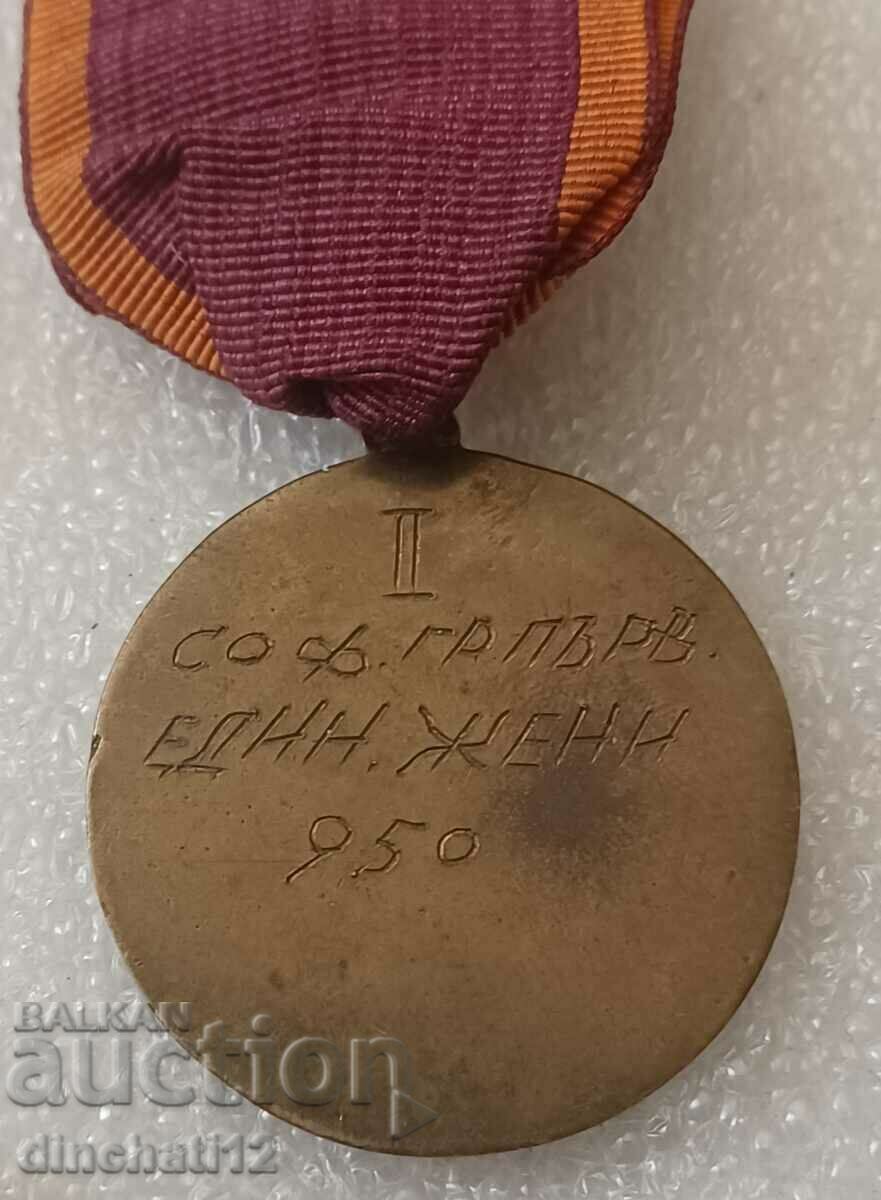 II
СОФ. ГР. ПЪРВ.
ЕДИН. ЖЕНИ
950
BALKAN
auction
dinchati12